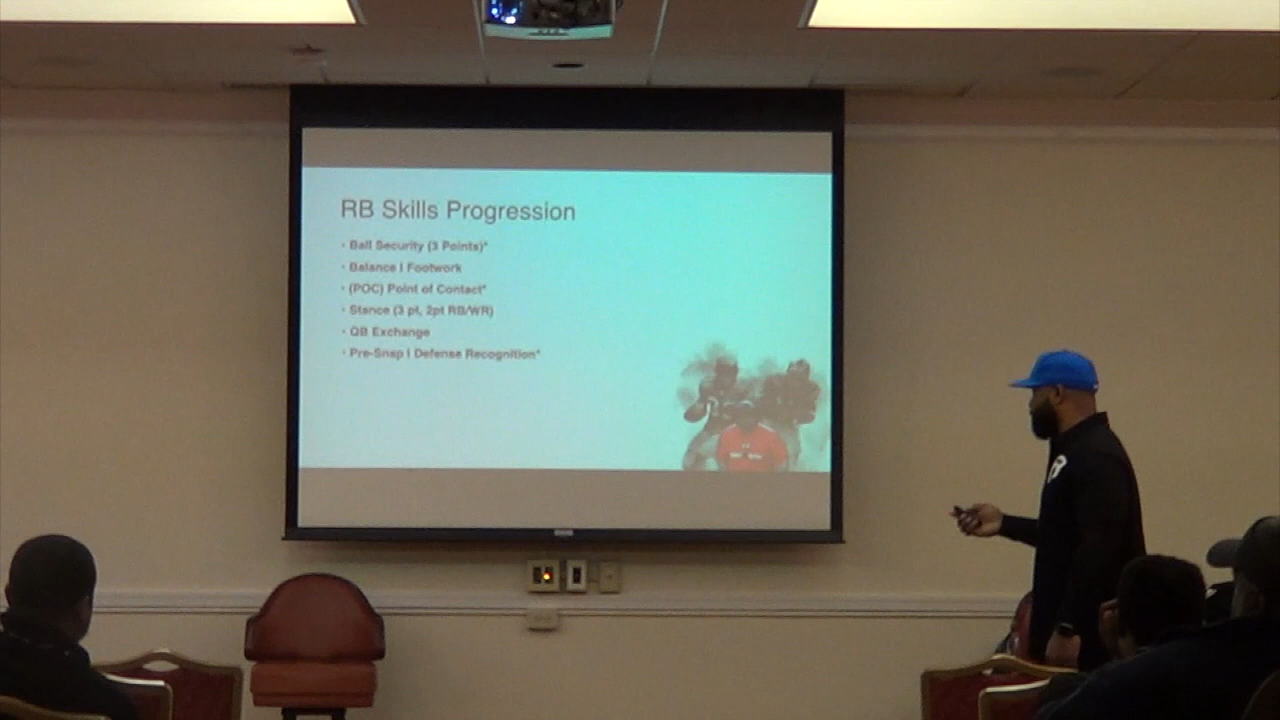 RB Skills Progression
· Ball Security (3 Points)*
· Balance | Footwork
· (POC) Point of Contact*
· Stance (3 pt, 2pt RB/WR)
· QB Exchange
· Pre-Snap | Defense Recognition*